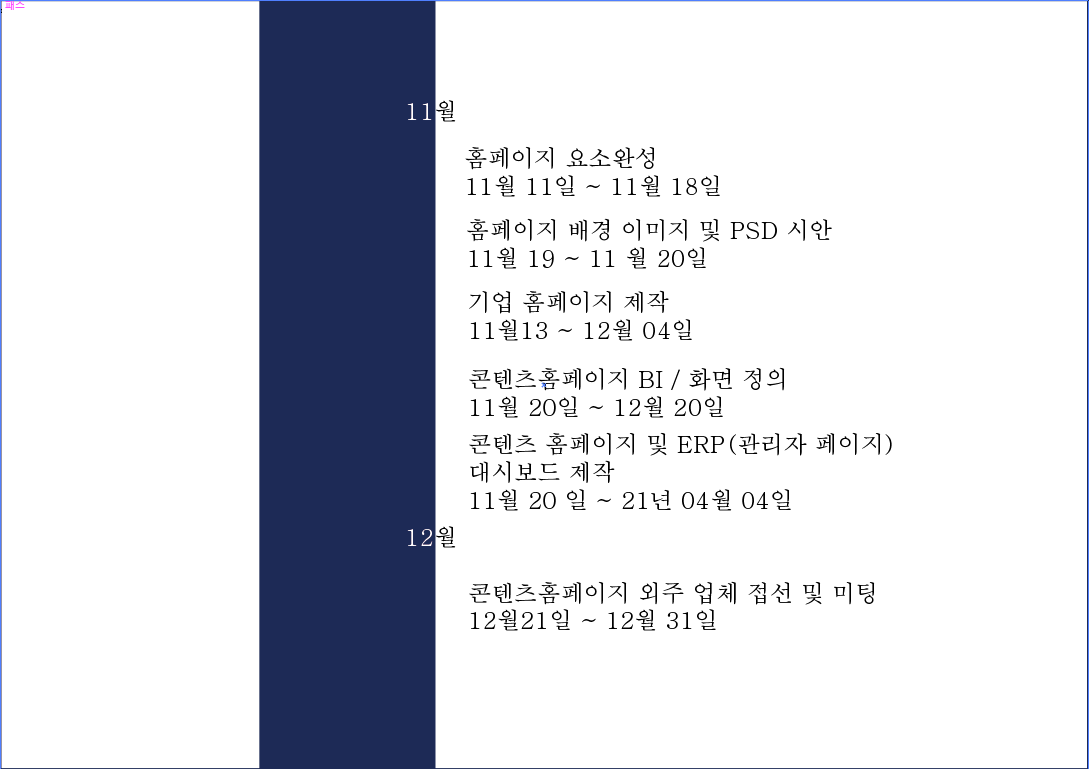 패스
11월
홈페이지 요소완성
11월 11일 ~ 11월 18일
홈페이지 배경 이미지 및 PSD 시안
11월 19 ~ 11 월 20일
기업 홈페이지 제작
11월13 ~ 12월 04일
콘텐츠홈페이지 BI / 화면 정의
11월 20일 ~ 12월 20일
콘텐츠 홈페이지 및 ERP(관리자 페이지)
대시보드 제작
11월 20 일 ~ 21년 04월 04일
12월
콘텐츠홈페이지 외주 업체 접선 및 미팅
12월21일 ~ 12월 31일